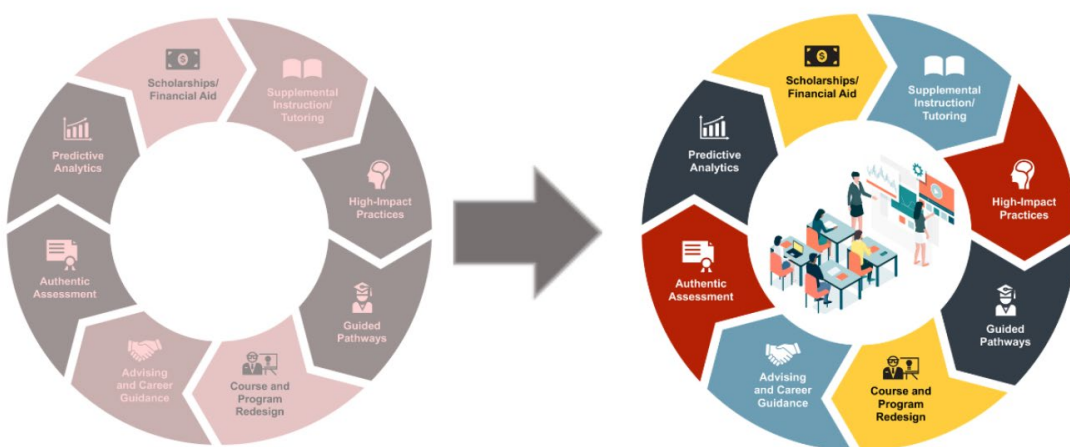 Scholarships/
Financial Aid
Supplemental
Instruction/
Tutoring
High-Impact
Practices
Guided
Pathways
Course and
Program
Redesign
Advising
and Career
Guidance
Authentic
Assessment
Predictive
Analytics
Scholarships/
Financial Aid
Supplemental
Instruction/
Tutoring
High-Impact
Practices
Guided
Pathways
Course and
Program
Redesign
Advising
and Career
Guidance
Authentic
Assessment
Predictive
Analytics